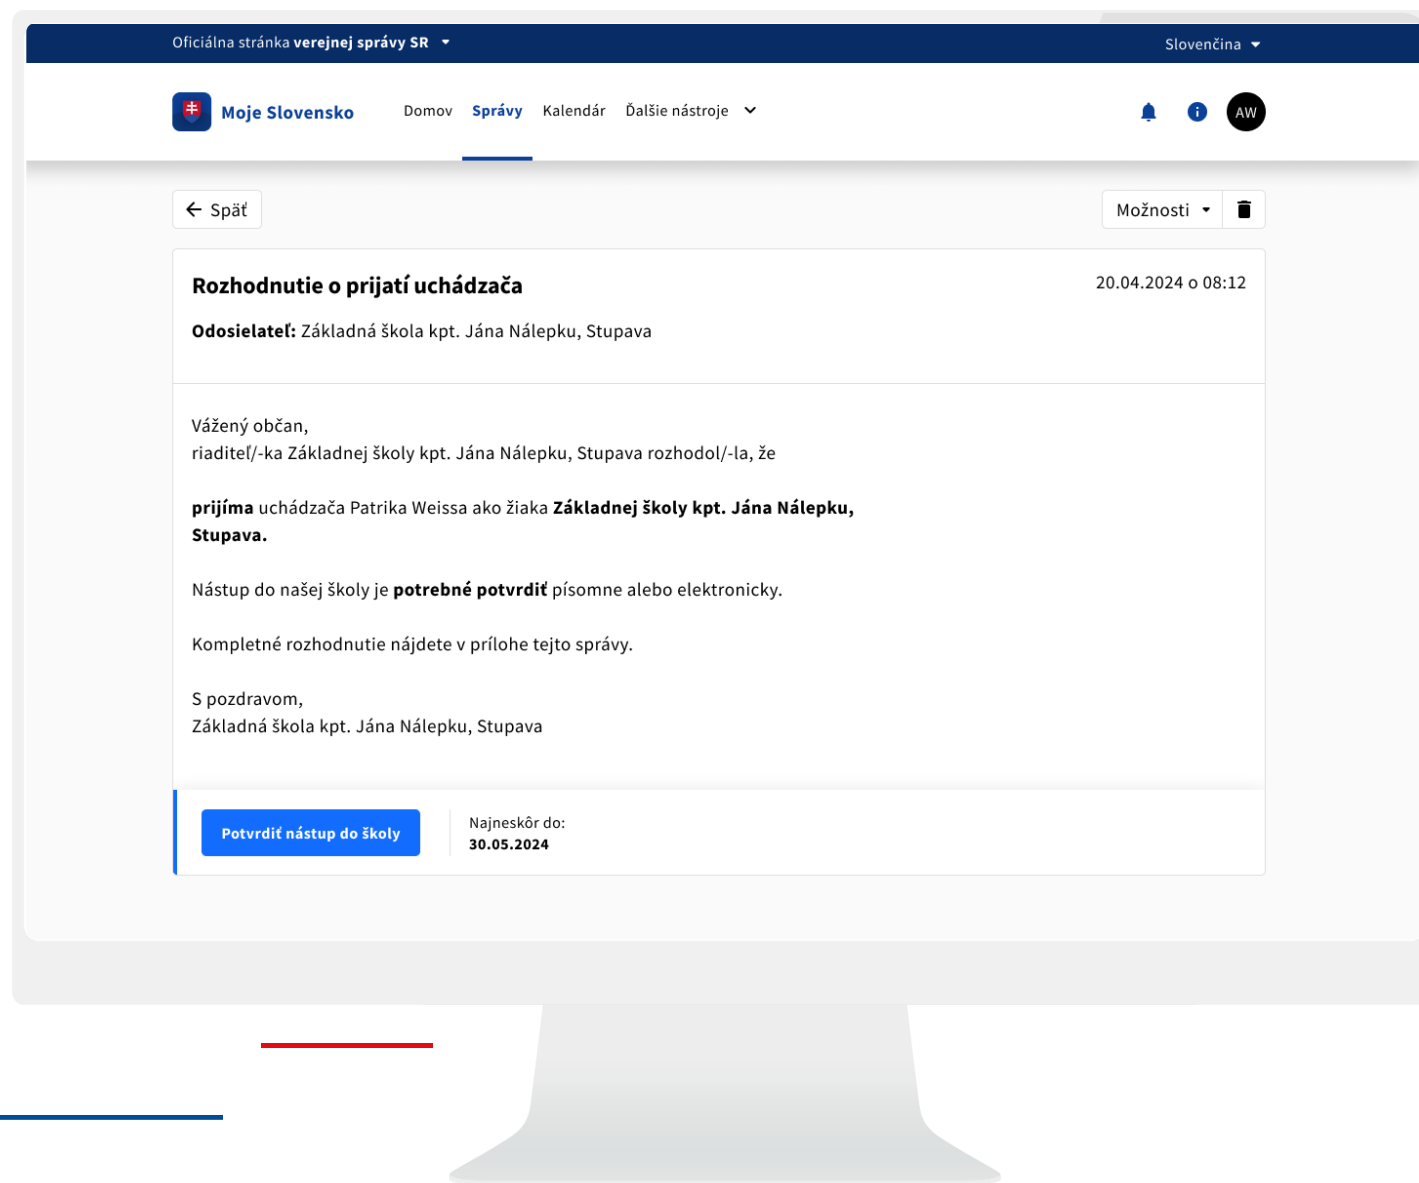 Oficiálna stránka verejnej správy SR
Slovenčina
Moje Slovensko
Domov
Správy
Kalendár
Ďalšie nástroje
AW
Späť
Možnosti
Rozhodnutie o prijatí uchádzača
20.04.2024 o 08:12
Odosielateľ: Základná škola kpt. Jána Nálepku, Stupava
Vážený občan,
riaditeľ/-ka Základnej školy kpt. Jána Nálepku, Stupava rozhodol/-la, že
prijíma uchádzača Patrika Weissa ako žiaka Základnej školy kpt. Jána Nálepku,
Stupava.
Nástup do našej školy je potrebné potvrdiť písomne alebo elektronicky.
Kompletné rozhodnutie nájdete v prílohe tejto správy.
S pozdravom,
Základná škola kpt. Jána Nálepku, Stupava
Potvrdiť nástup do školy
Najneskôr do:
30.05.2024